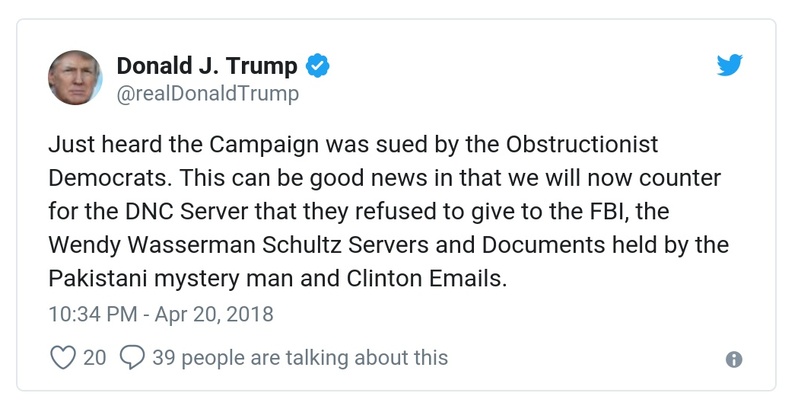 Donald J. Trump
@realDonaldTrump
Just heard the Campaign was sued by the Obstructionist
Democrats. This can be good news in that we will now counter
for the DNC Server that they refused to give to the FBI, the
Wendy Wasserman Schultz Servers and Documents held by the
Pakistani mystery man and Clinton Emails.
10:34 PM - Apr 20, 2018
20 39 people are talking about this